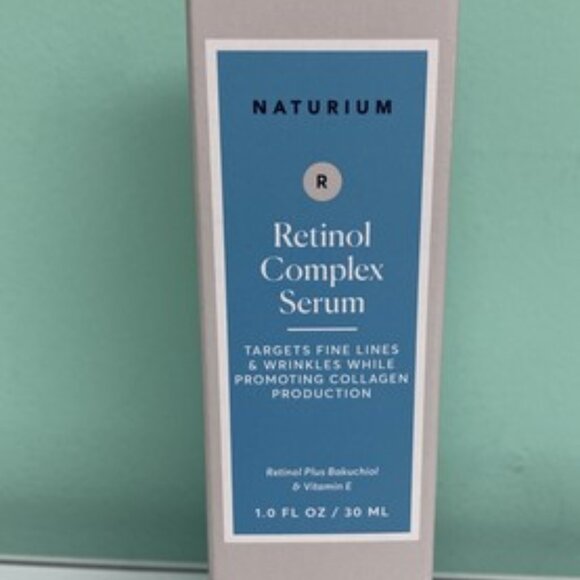 NATURIUM
R
Retinol
Complex
Serum
TARGETS FINE LINES
& WRINKLES WHILE
PROMOTING COLLAGEN
PRODUCTION
Retinol Plus Bakuchiol
& Vitamin E
1.0 FL OZ / 30 ML